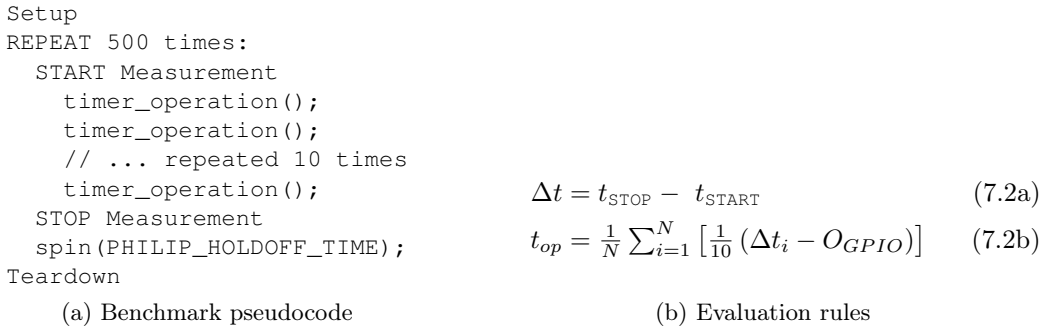 Setup
REPEAT 500 times:
START Measurement
timer_operation();
timer_operation();
// ... repeated 10 times
timer_operation();
STOP Measurement
spin(PHILIP_HOLDOFF_TIME);
Teardown
(a) Benchmark pseudocode
Δt = t_STOP − t_START (7.2a)
t_op = 1/N ∑_{i=1}^{N} [1/10 (Δt_i − O_GPIO)] (7.2b)
(b) Evaluation rules